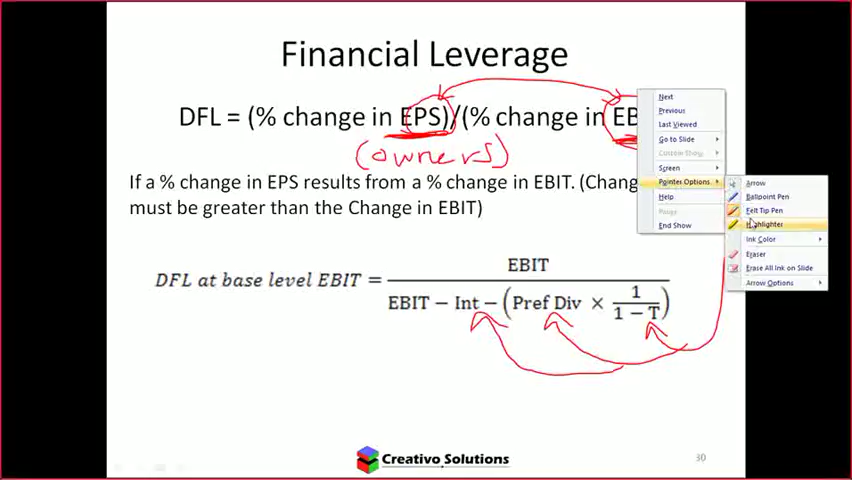 Financial Leverage
DFL = (% change in EPS)/(% change in EB
(owners)
If a % change in EPS results from a % change in EBIT. (Chang
must be greater than the Change in EBIT)
DFL at base level EBIT = EBIT
EBIT − Int − (Pref Div × 1
1 − T)
Next
Previous
Last Viewed
Go to Slide
Custom Show
Screen
Pointer Options
Help
Pause
End Show
Arrow
Ballpoint Pen
Felt Tip Pen
Highlighter
Ink Color
Eraser
Erase All Ink on Slide
Arrow Options
Creativo Solutions
30